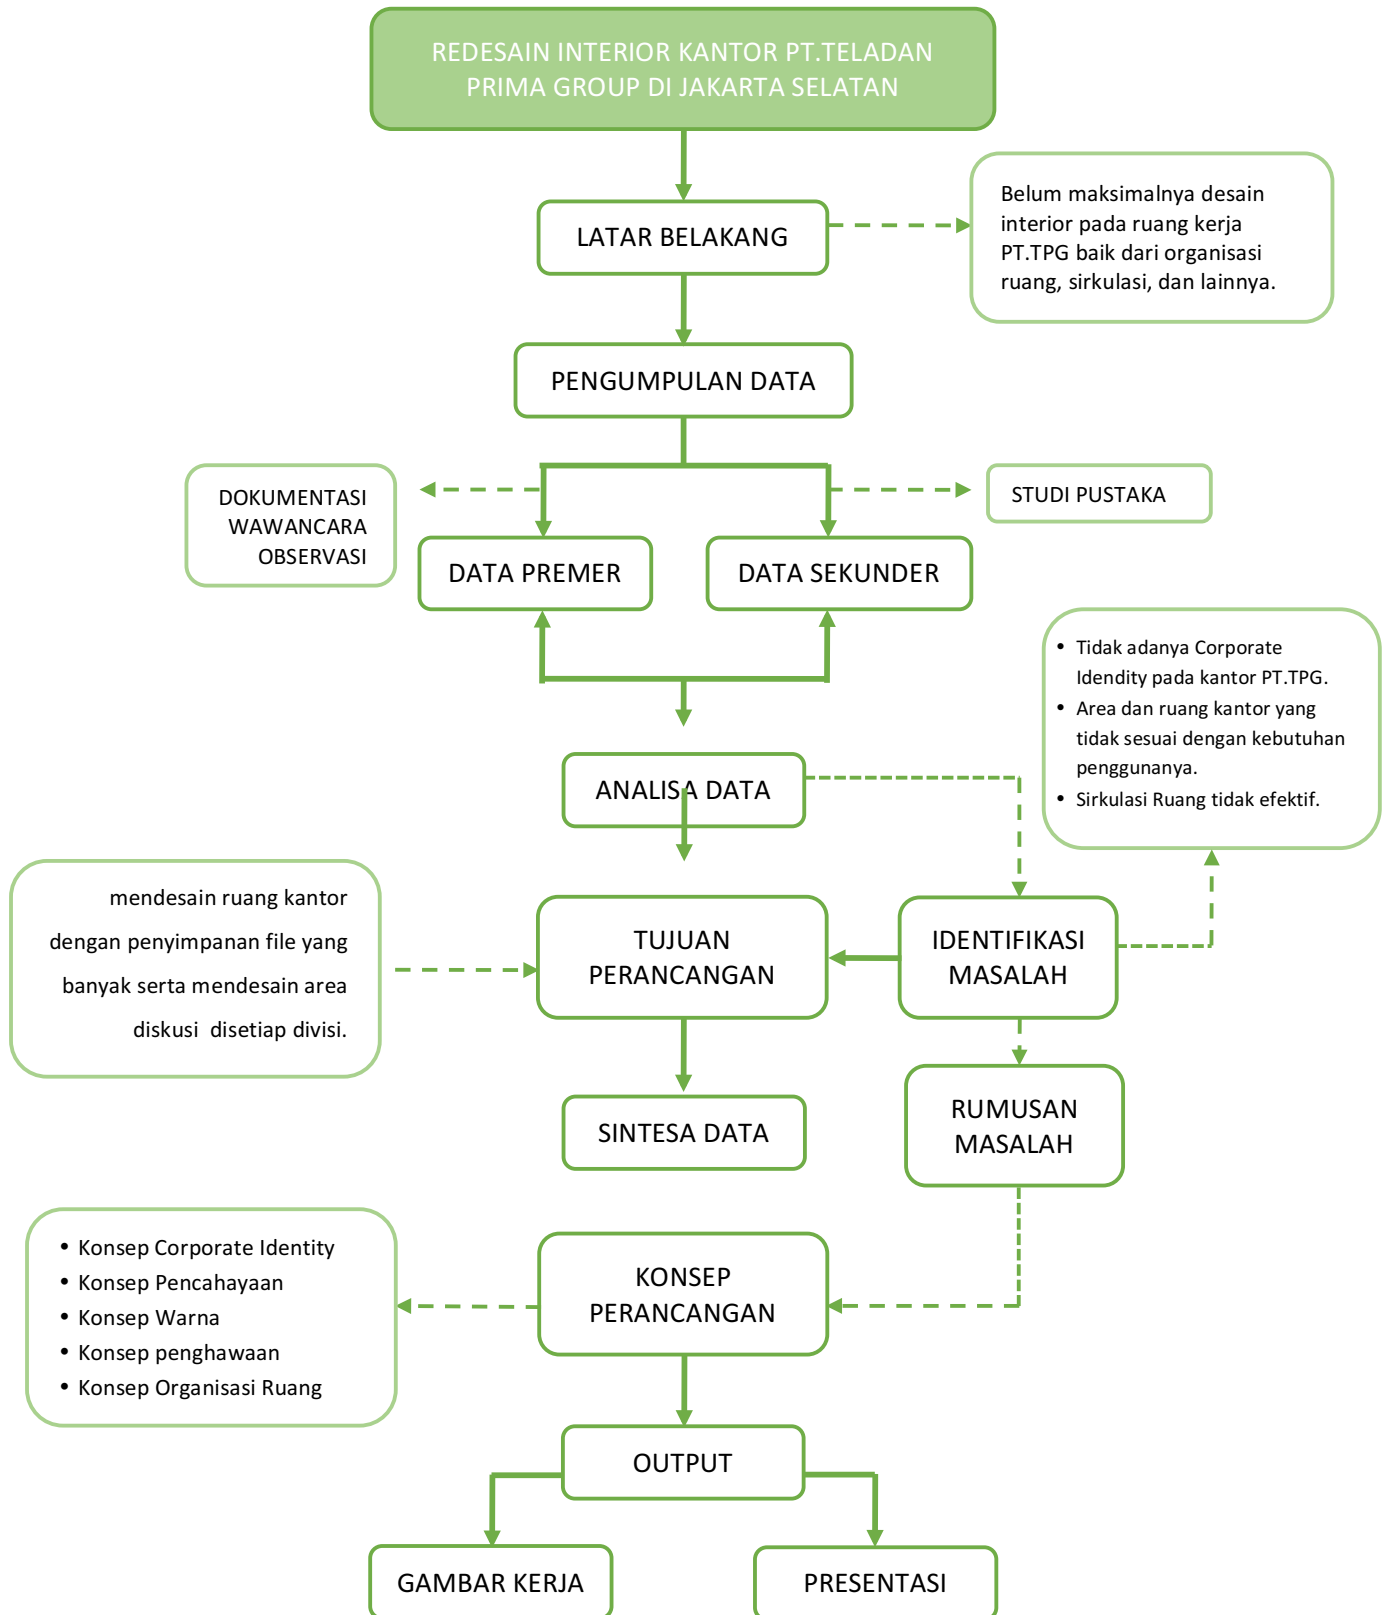 REDESAIN INTERIOR KANTOR PT.TELADAN
PRIMA GROUP DI JAKARTA SELATAN
LATAR BELAKANG
Belum maksimalnya desain
interior pada ruang kerja
PT.TPG baik dari organisasi
ruang, sirkulasi, dan lainnya.
PENGUMPULAN DATA
DOKUMENTASI
WAWANCARA
OBSERVASI
STUDI PUSTAKA
DATA PREMER
DATA SEKUNDER
• Tidak adanya Corporate
Idendity pada kantor PT.TPG.
• Area dan ruang kantor yang
tidak sesuai dengan kebutuhan
penggunanya.
• Sirkulasi Ruang tidak efektif.
ANALISA DATA
mendesain ruang kantor
dengan penyimpanan file yang
banyak serta mendesain area
diskusi  disetiap divisi.
TUJUAN
PERANCANGAN
IDENTIFIKASI
MASALAH
SINTESA DATA
RUMUSAN
MASALAH
• Konsep Corporate Identity
• Konsep Pencahayaan
• Konsep Warna
• Konsep penghawaan
• Konsep Organisasi Ruang
KONSEP
PERANCANGAN
OUTPUT
GAMBAR KERJA
PRESENTASI